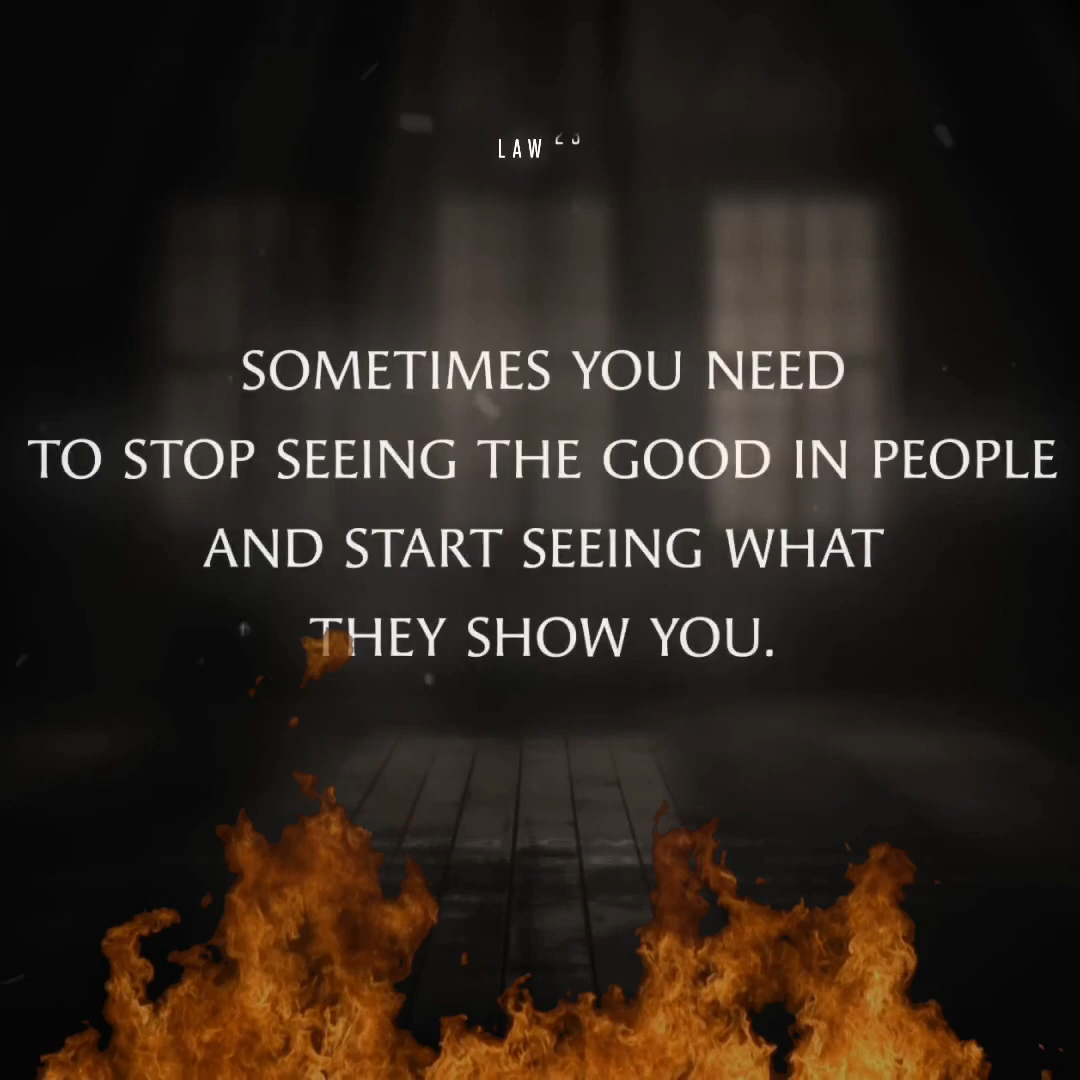 LAW
SOMETIMES YOU NEED
TO STOP SEEING THE GOOD IN PEOPLE
AND START SEEING WHAT
THEY SHOW YOU.